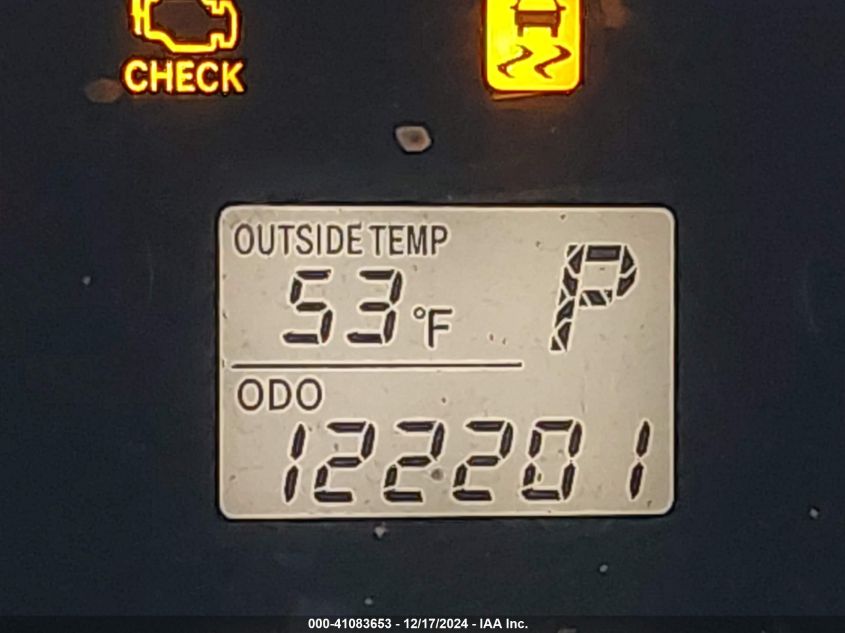 CHECK
OUTSIDE TEMP
53 °F P
ODO
122201
000-41083653 - 12/17/2024 - IAA Inc.